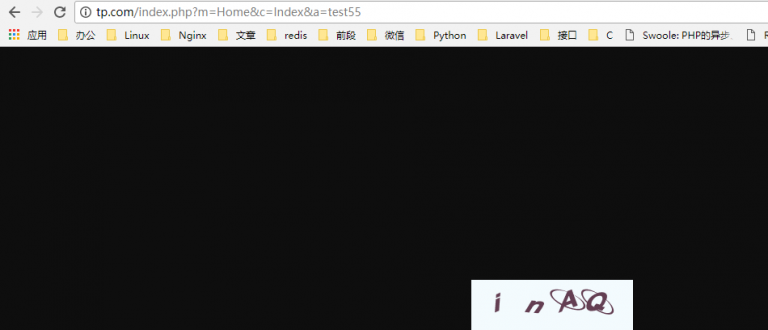 tp.com/index.php?m=Home&c=Index&a=test55
应用 办公 Linux Nginx 文章 redis 前段 微信 Python Laravel 接口 C Swoole: PHP的异步
i n A Q